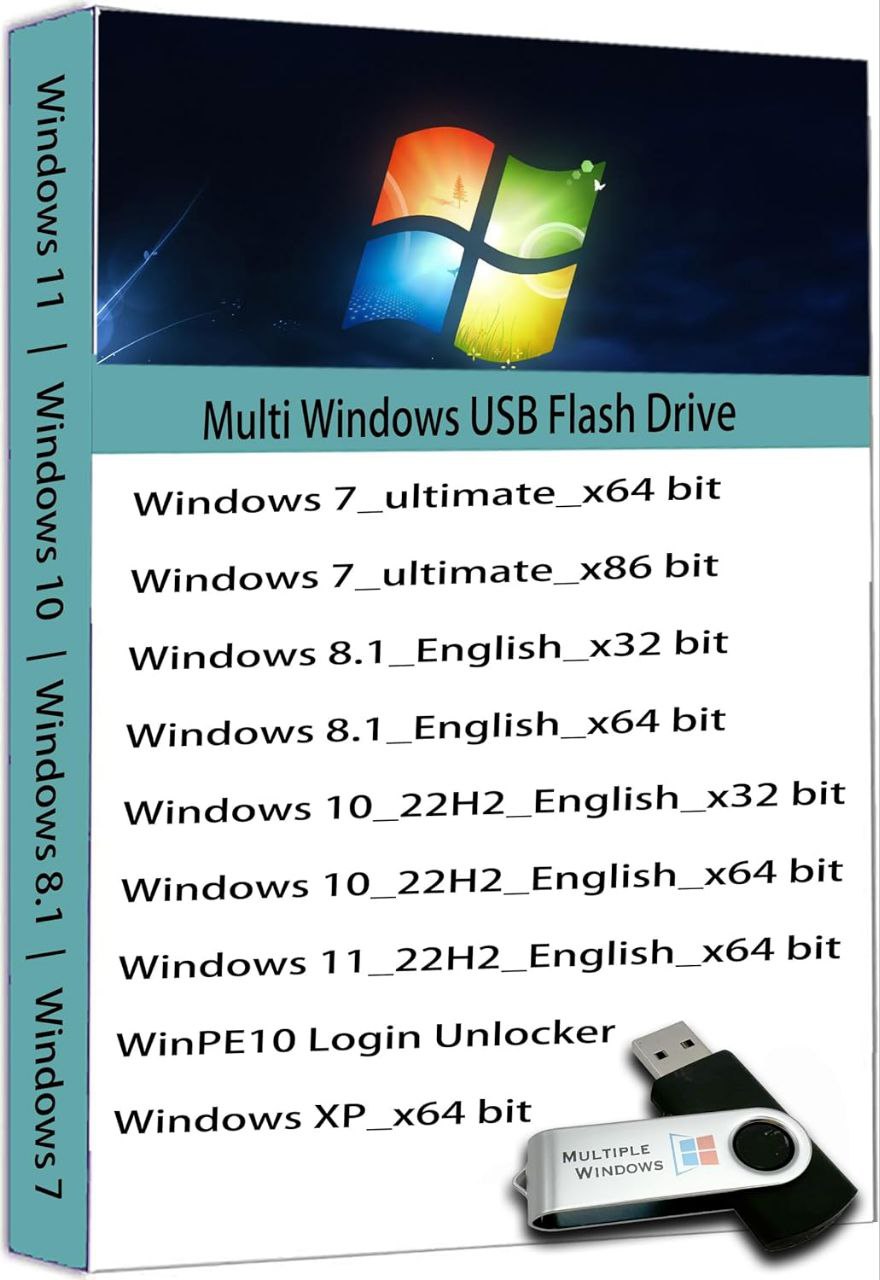 Windows 11 | Windows 10 | Windows 8.1 | Windows 7
Multi Windows USB Flash Drive
Windows 7_ultimate_x64 bit
Windows 7_ultimate_x86 bit
Windows 8.1_English_x32 bit
Windows 8.1_English_x64 bit
Windows 10_22H2_English_x32 bit
Windows 10_22H2_English_x64 bit
Windows 11_22H2_English_x64 bit
WinPE10 Login Unlocker
Windows XP_x64 bit
MULTIPLE
WINDOWS